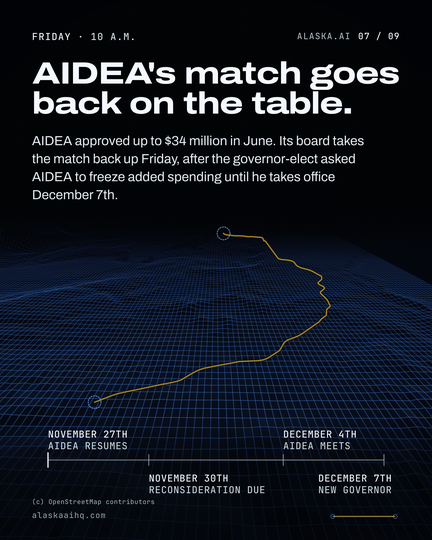 FRIDAY · 10 A.M.
ALASKA.AI 07 / 09
AIDEA's match goes
back on the table.
AIDEA approved up to $34 million in June. Its board takes
the match back up Friday, after the governor-elect asked
AIDEA to freeze added spending until he takes office
December 7th.
NOVEMBER 27TH
AIDEA RESUMES
DECEMBER 4TH
AIDEA MEETS
NOVEMBER 30TH
RECONSIDERATION DUE
DECEMBER 7TH
NEW GOVERNOR
(c) OpenStreetMap contributors
alaskaaihq.com